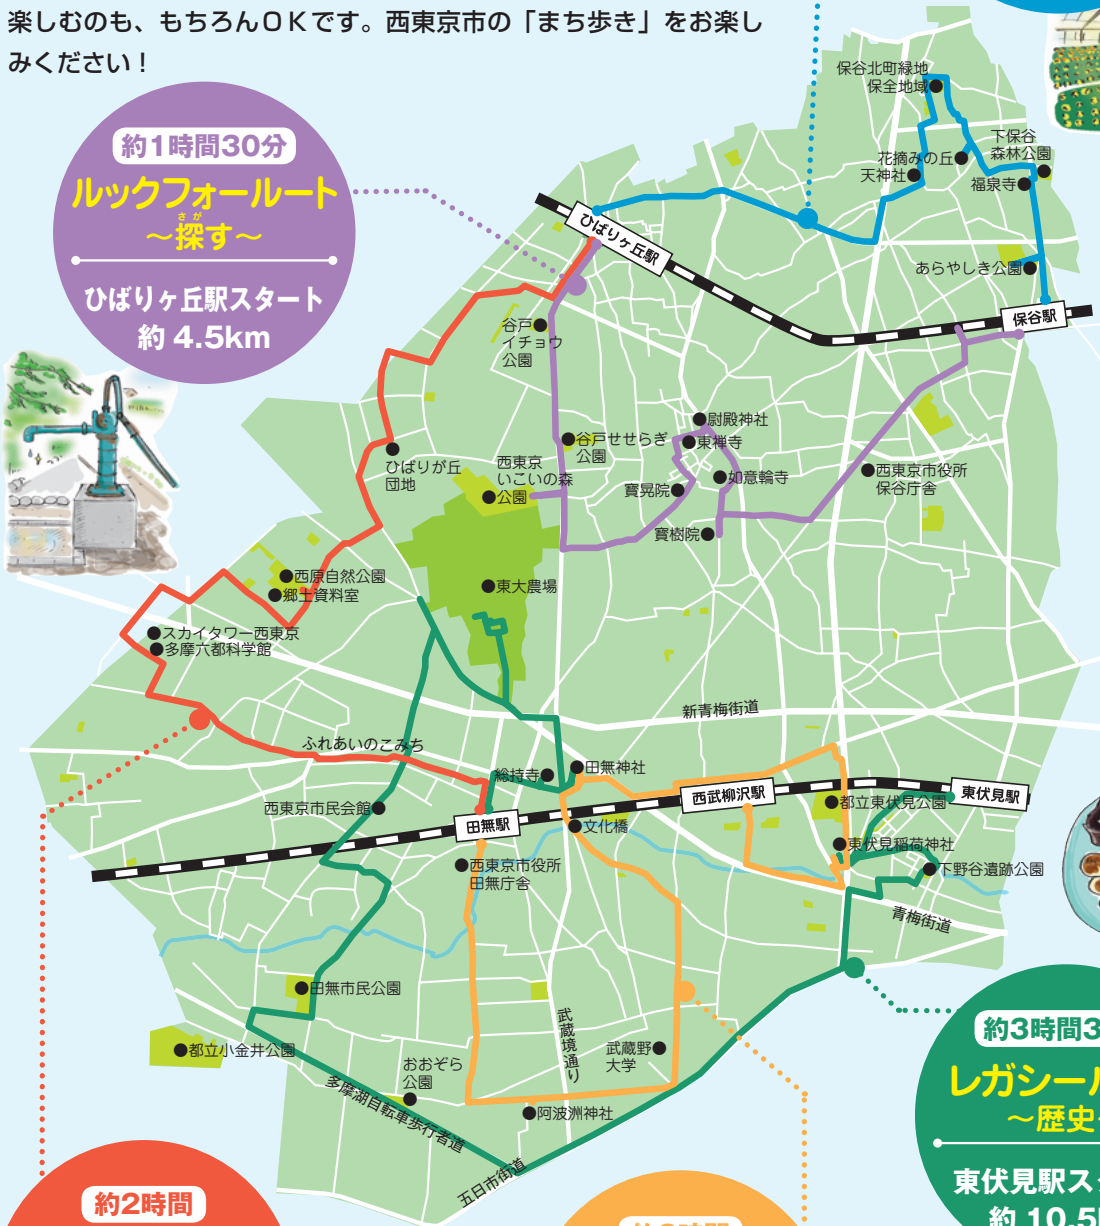 楽しむのも、もちろんOKです。西東京市の「まち歩き」をお楽し
みください！
約1時間30分
ルックフォールート
さが
～探す～
ひばりヶ丘駅スタート
約 4.5km
保谷北町緑地
保全地域
花摘みの丘
天神社
下保谷
森林公園
福泉寺
あらやしき公園
ひばりヶ丘駅
保谷駅
谷戸
イチョウ
公園
尉殿神社
東禅寺
谷戸せせらぎ
公園
ひばりが丘
団地
西東京
いこいの森
公園
如意輪寺
寶晃院
西東京市役所
保谷庁舎
寶樹院
東大農場
西原自然公園
郷土資料室
スカイタワー西東京
多摩六都科学館
新青梅街道
ふれあいのこみち
総持寺
田無神社
西東京市民会館
田無駅
西武柳沢駅
東伏見駅
都立東伏見公園
文化橋
東伏見稲荷神社
西東京市役所
田無庁舎
下野谷遺跡公園
青梅街道
田無市民公園
武蔵境通り
都立小金井公園
おおぞら
公園
武蔵野
大学
多摩湖自転車歩行者道
阿波洲神社
五日市街道
約3時間3
レガシール
～歴史
東伏見駅ス
約 10.5
約2時間